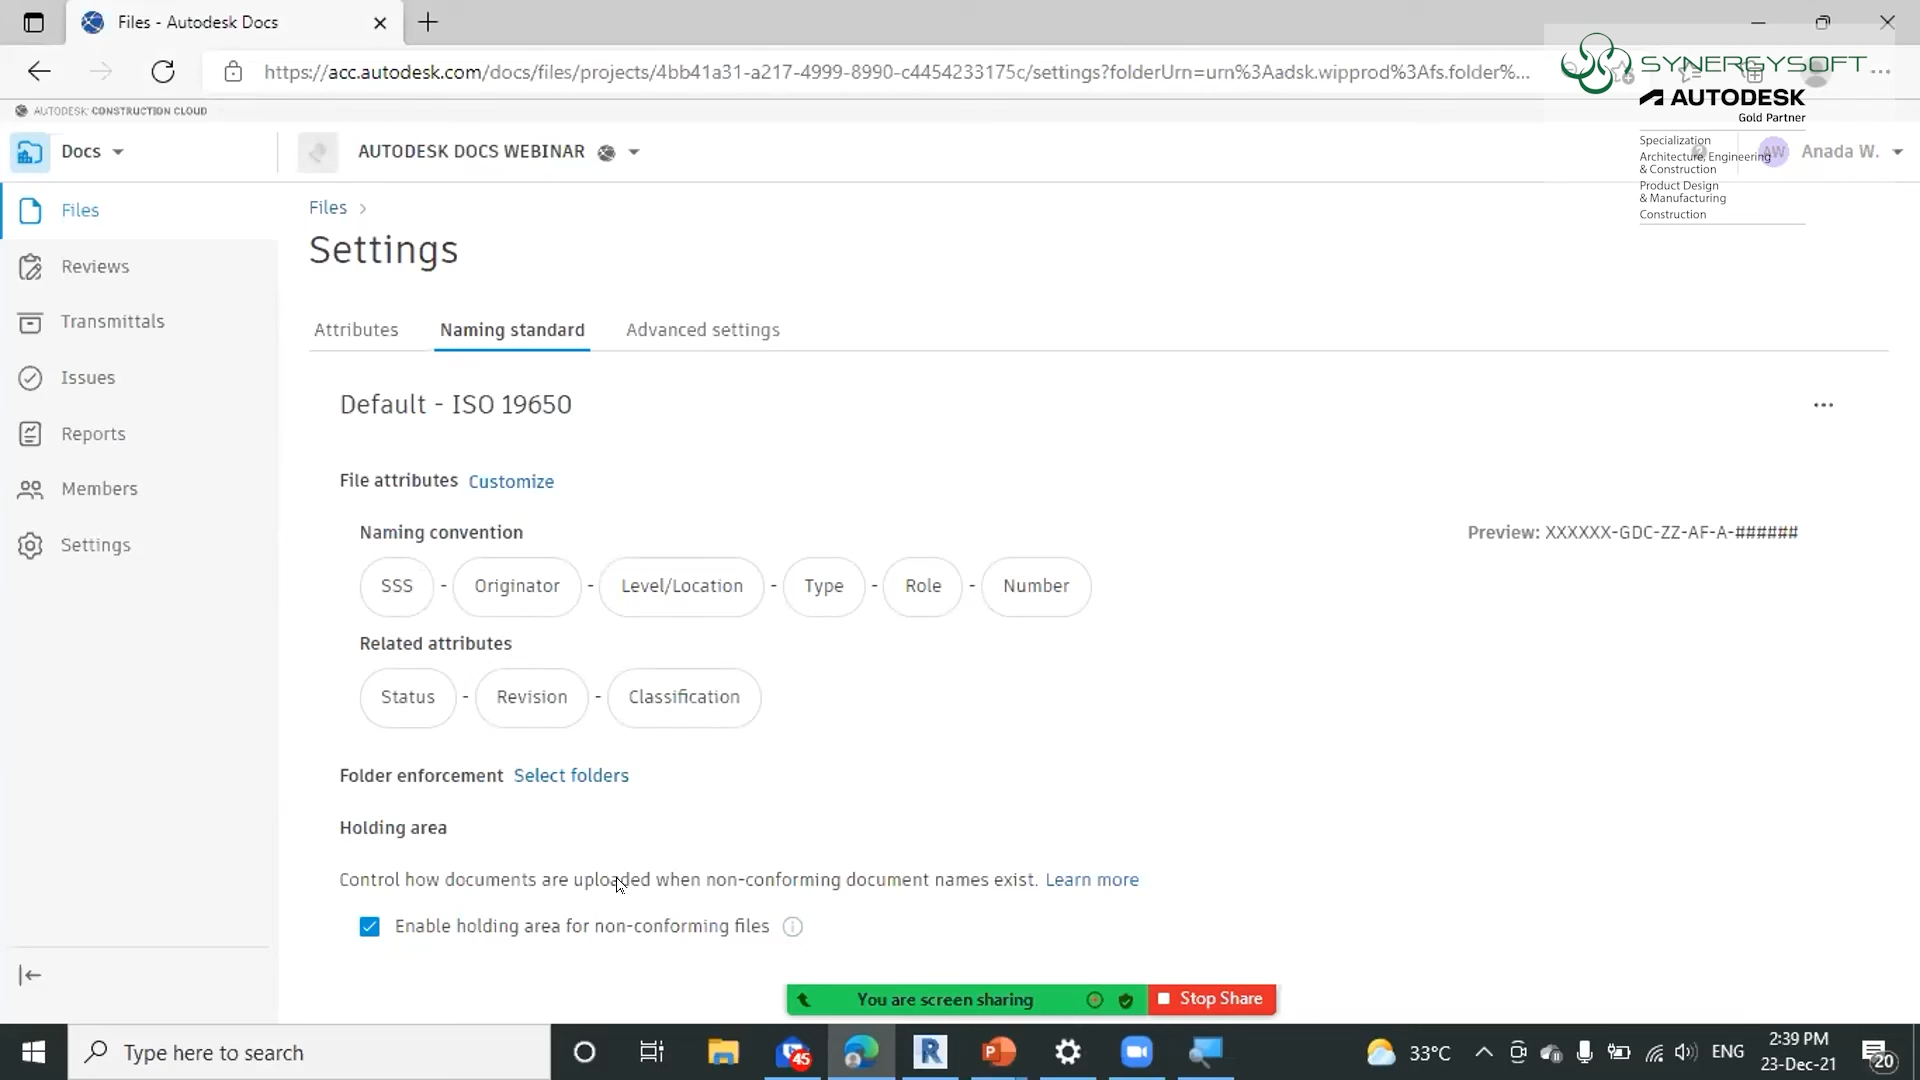 Files - Autodesk Docs
https://acc.autodesk.com/docs/files/projects/4bb41a31-a217-4999-8990-c4454233175c/settings?folderUrn=urn%3Aadsk.wipprod%3Afs.folder%...
SYNERGYSOFT
AUTODESK
Gold Partner
Specialization
Architecture, Engineering
& Construction
Product Design
& Manufacturing
Construction
AUTODESK CONSTRUCTION CLOUD
Docs
AUTODESK DOCS WEBINAR
AW
Anada W.
Files
Reviews
Transmittals
Issues
Reports
Members
Settings
Files >
Settings
Attributes
Naming standard
Advanced settings
Default - ISO 19650
File attributes Customize
Naming convention
Preview: XXXXXX-GDC-ZZ-AF-A-######
SSS - Originator - Level/Location - Type - Role - Number
Related attributes
Status - Revision - Classification
Folder enforcement Select folders
Holding area
Control how documents are uploaded when non-conforming document names exist. Learn more
Enable holding area for non-conforming files
You are screen sharing
Stop Share
Type here to search
45
33°C
ENG
2:39 PM
23-Dec-21
20